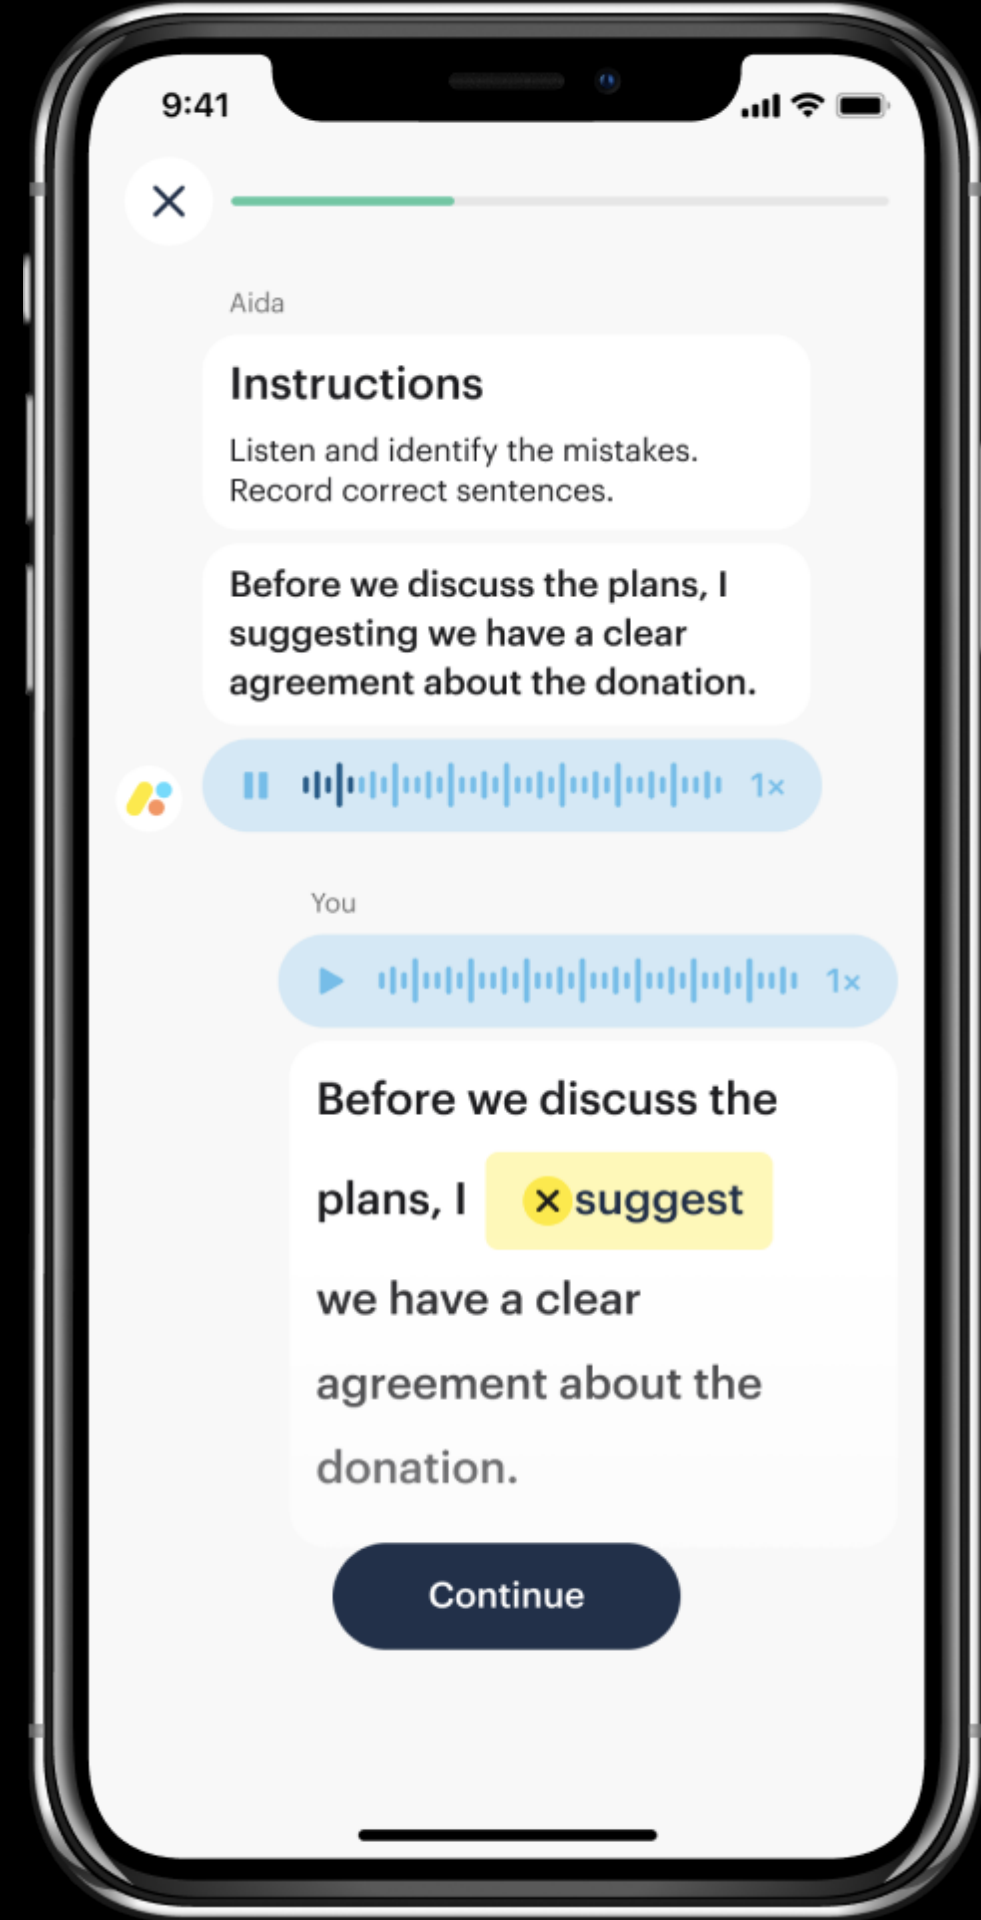 9:41
Aida
Instructions
Listen and identify the mistakes.
Record correct sentences.
Before we discuss the plans, I
suggesting we have a clear
agreement about the donation.
1×
You
1×
Before we discuss the
plans, I suggest
we have a clear
agreement about the
donation.
Continue